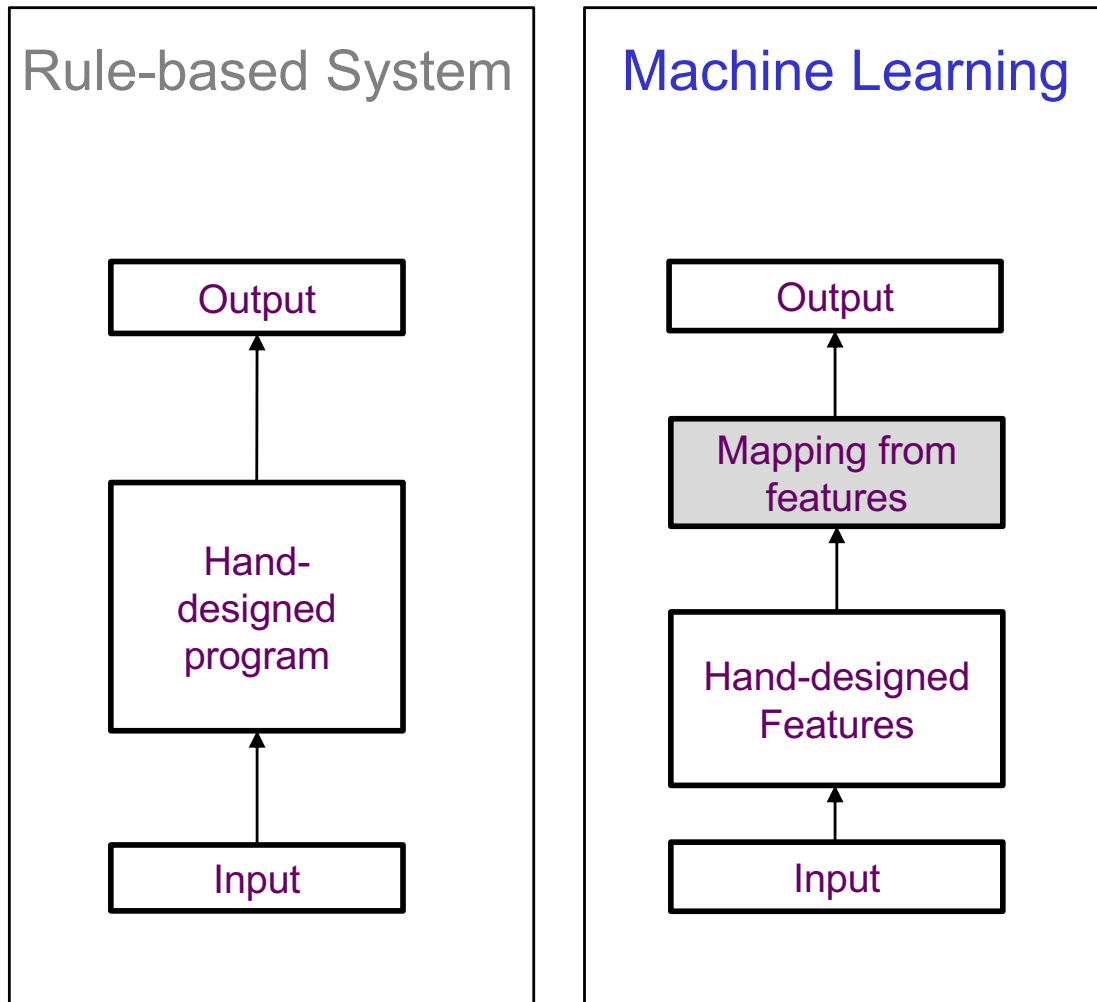 Rule-based System
Output
Hand-
designed
program
Input
Machine Learning
Output
Mapping from
features
Hand-designed
Features
Input